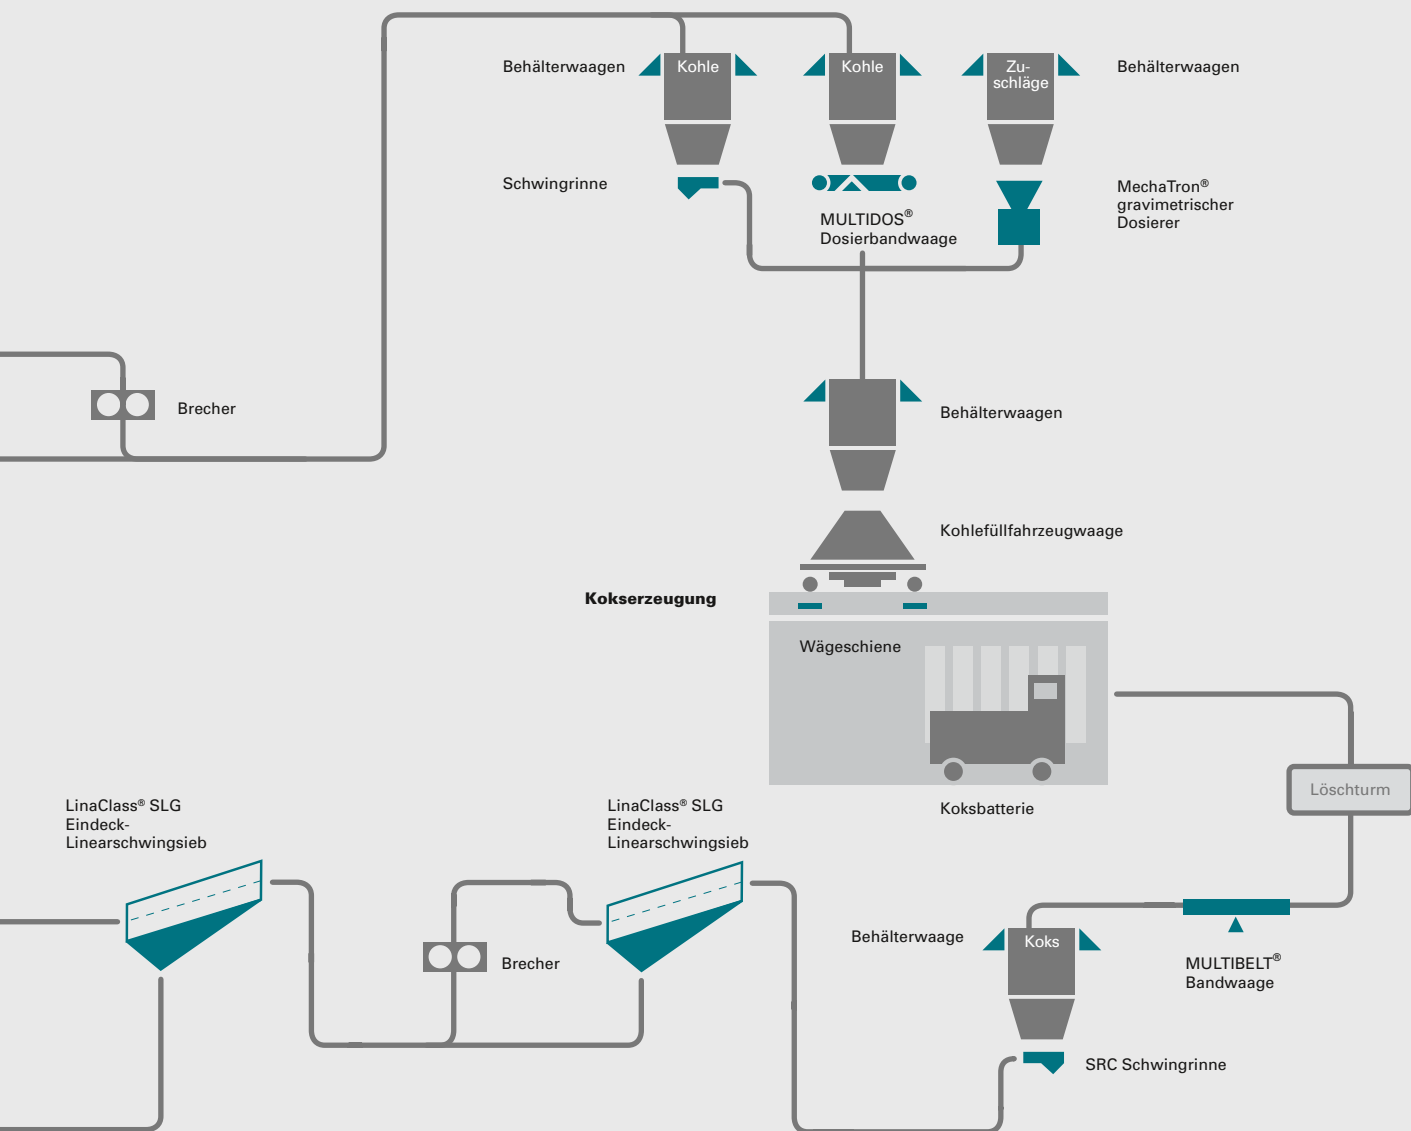 Behälterwaagen
Kohle
Kohle
Zu-
schläge
Behälterwaagen
Schwingrinne
MULTIDOS®
Dosierbandwaage
MechaTron®
gravimetrischer
Dosierer
Brecher
Behälterwaagen
Kohlefüllfahrzeugwaage
Kokserzeugung
Wägeschiene
Koksbatterie
Löschturm
LinaClass® SLG
Eindeck-
Linearschwingsieb
LinaClass® SLG
Eindeck-
Linearschwingsieb
Brecher
Behälterwaage
Koks
MULTIBELT®
Bandwaage
SRC Schwingrinne